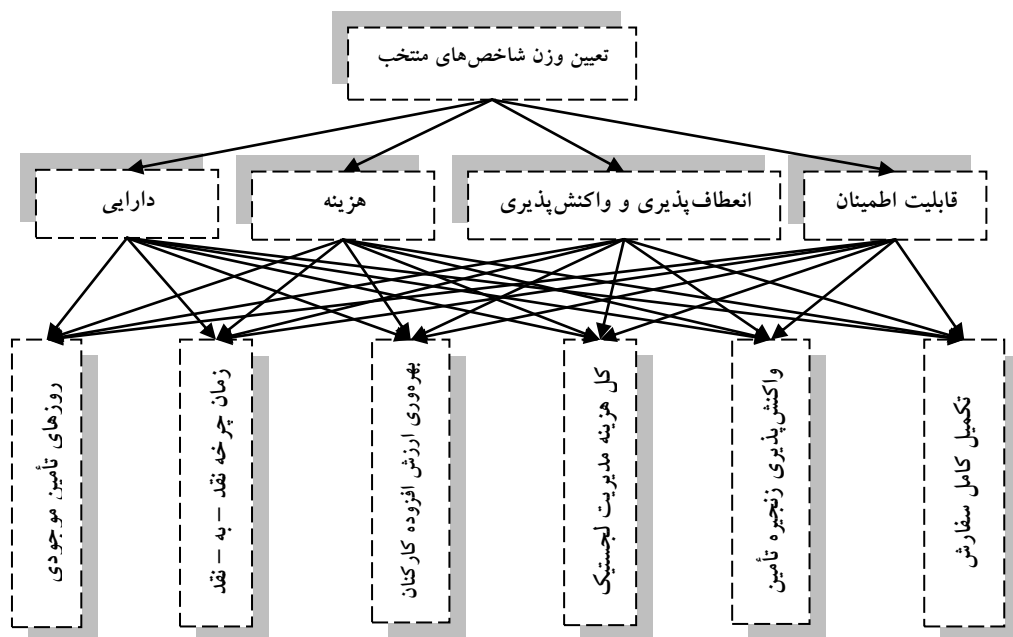 تعیین وزن شاخص‌های منتخب
قابلیت اطمینان
انعطاف‌پذیری و واکنش‌پذیری
هزینه
دارایی
تکمیل کامل سفارش
واکنش‌پذیری زنجیره تأمین
کل هزینه مدیریت لجستیک
بهره‌وری ارزش افزوده کارکنان
زمان چرخه نقد – به – نقد
روزهای تأمین موجودی